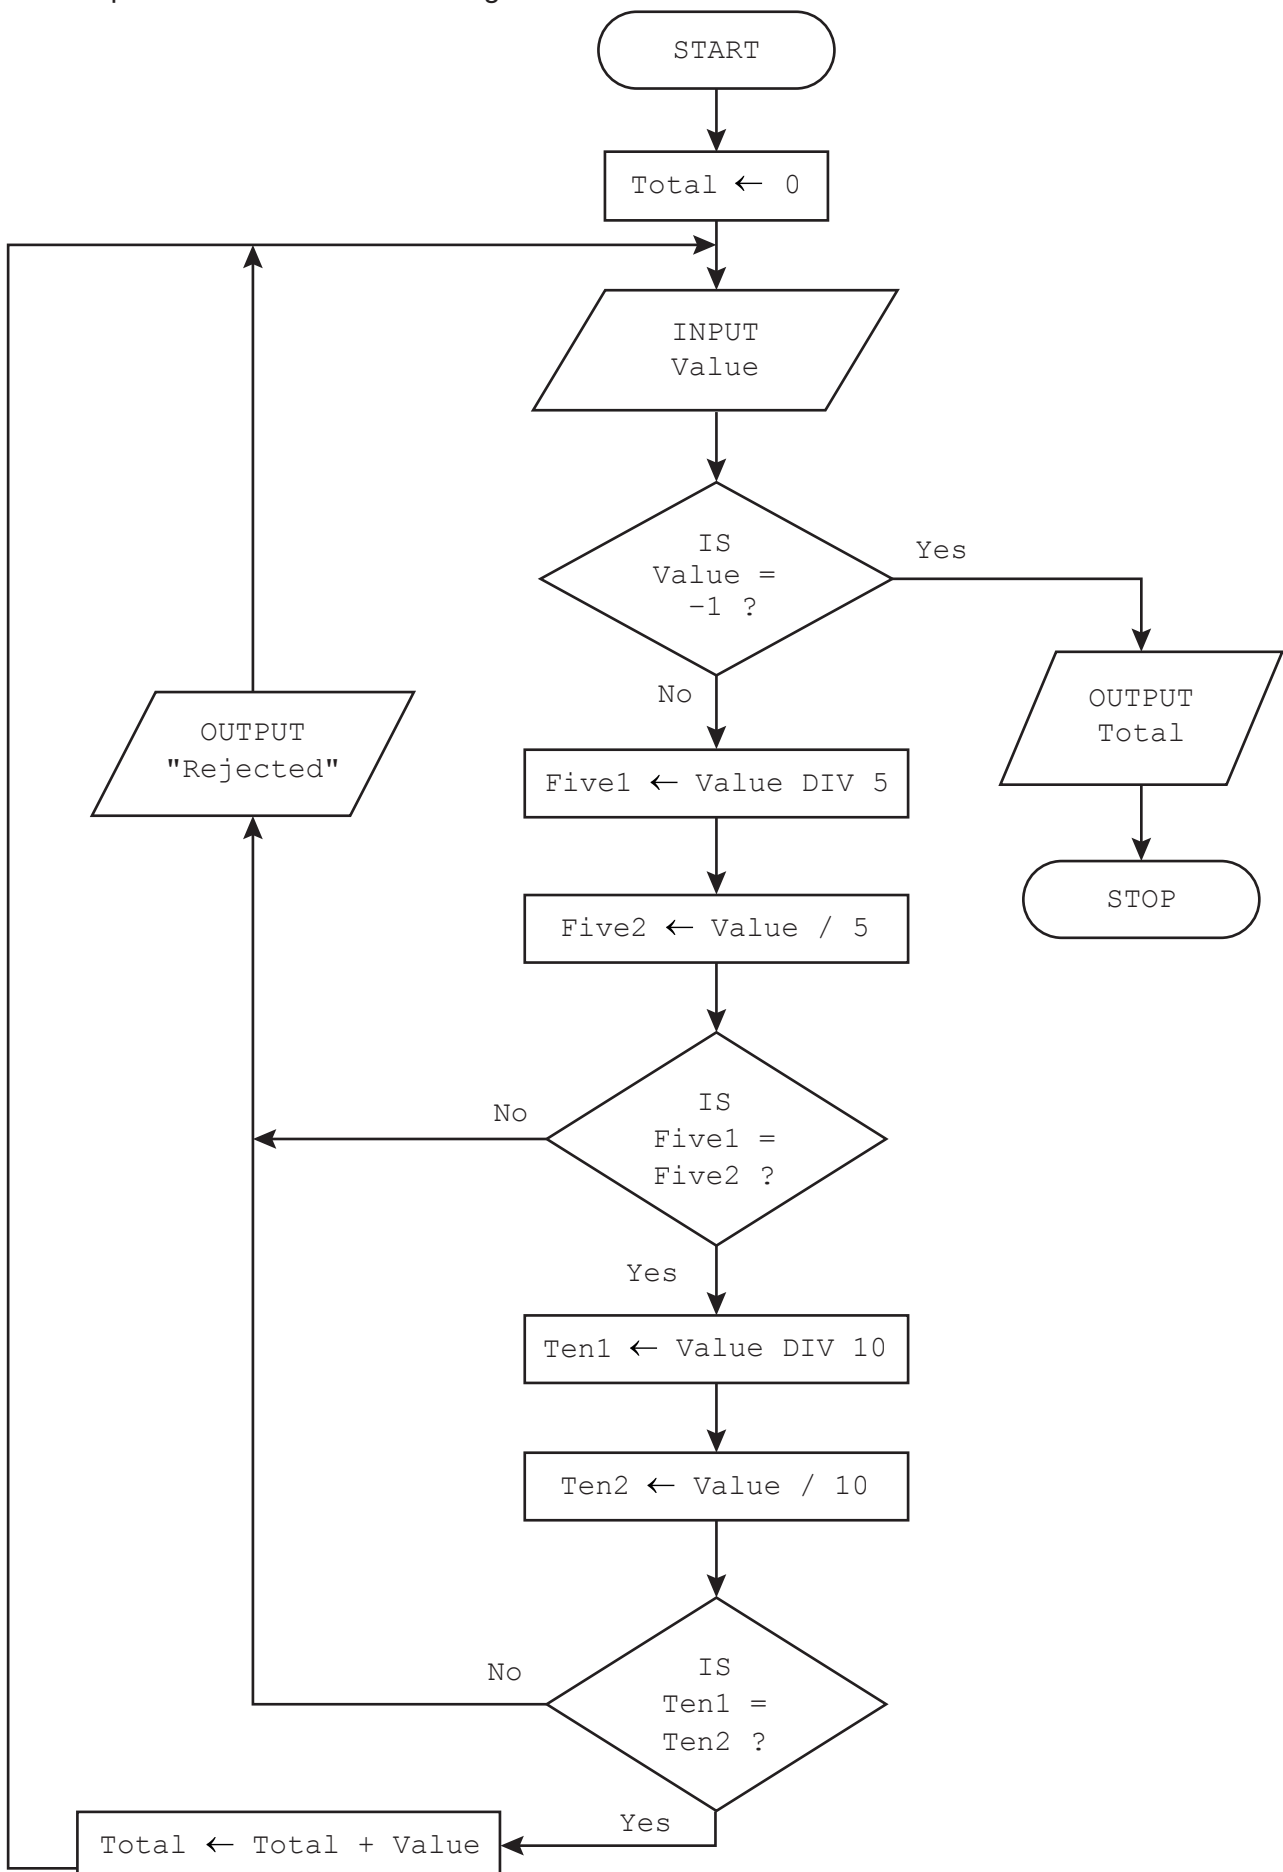 START
Total ← 0
INPUT
Value
IS
Value =
–1 ?
Yes
No
OUTPUT
Total
OUTPUT
"Rejected"
Five1 ← Value DIV 5
STOP
Five2 ← Value / 5
IS
Five1 =
Five2 ?
No
Yes
Ten1 ← Value DIV 10
Ten2 ← Value / 10
IS
Ten1 =
Ten2 ?
No
Yes
Total ← Total + Value